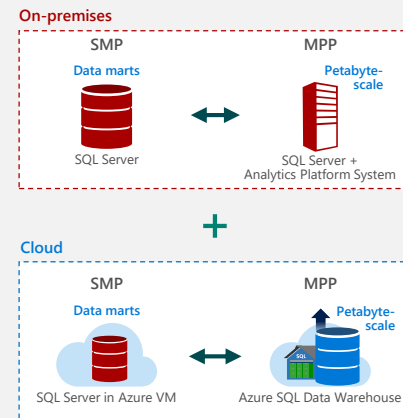 On-premises
SMP
MPP
Data marts
Petabyte-
scale
SQL Server
SQL Server +
Analytics Platform System
+
Cloud
SMP
MPP
Data marts
Petabyte-
scale
SQL
SQL Server in Azure VM
Azure SQL Data Warehouse